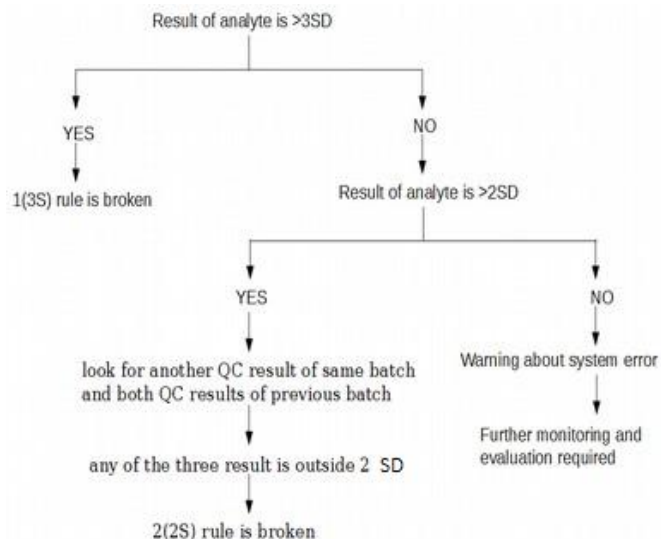 Result of analyte is >3SD
YES
NO
1(3S) rule is broken
Result of analyte is >2SD
YES
NO
look for another QC result of same batch
and both QC results of previous batch
Warning about system error
any of the three result is outside 2 SD
Further monitoring and
evaluation required
2(2S) rule is broken